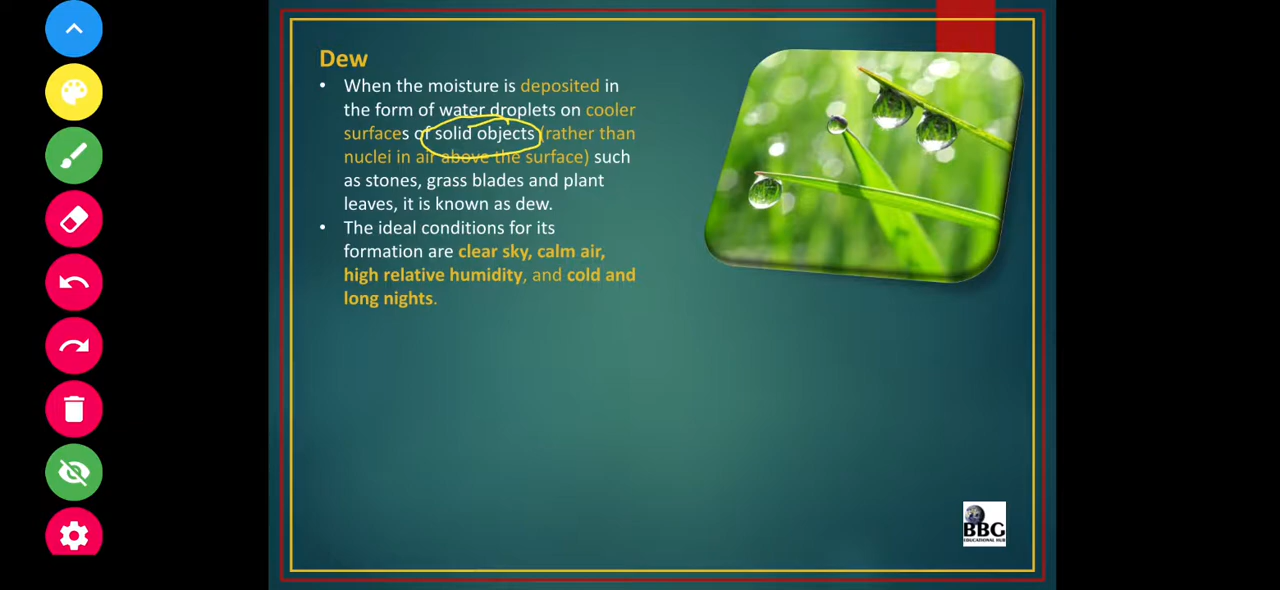 Dew
• When the moisture is deposited in
the form of water droplets on cooler
surfaces of solid objects (rather than
nuclei in air above the surface) such
as stones, grass blades and plant
leaves, it is known as dew.
• The ideal conditions for its
formation are clear sky, calm air,
high relative humidity, and cold and
long nights.
BBG
EDUCATIONAL HUB